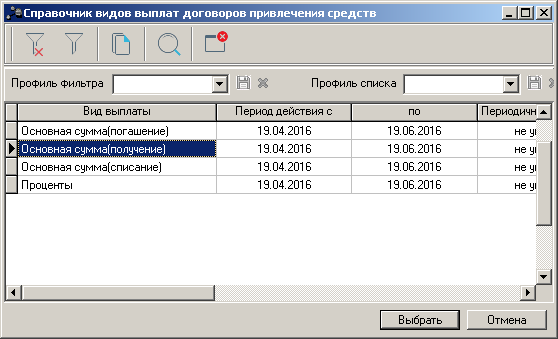 Справочник видов выплат договоров привлечения средств
Профиль фильтра Профиль списка
Вид выплаты Период действия с по Периодичн
Основная сумма(погашение) 19.04.2016 19.06.2016 не у
Основная сумма(получение) 19.04.2016 19.06.2016 не у
Основная сумма(списание) 19.04.2016 19.06.2016 не у
Проценты 19.04.2016 19.06.2016 не у
Выбрать Отмена